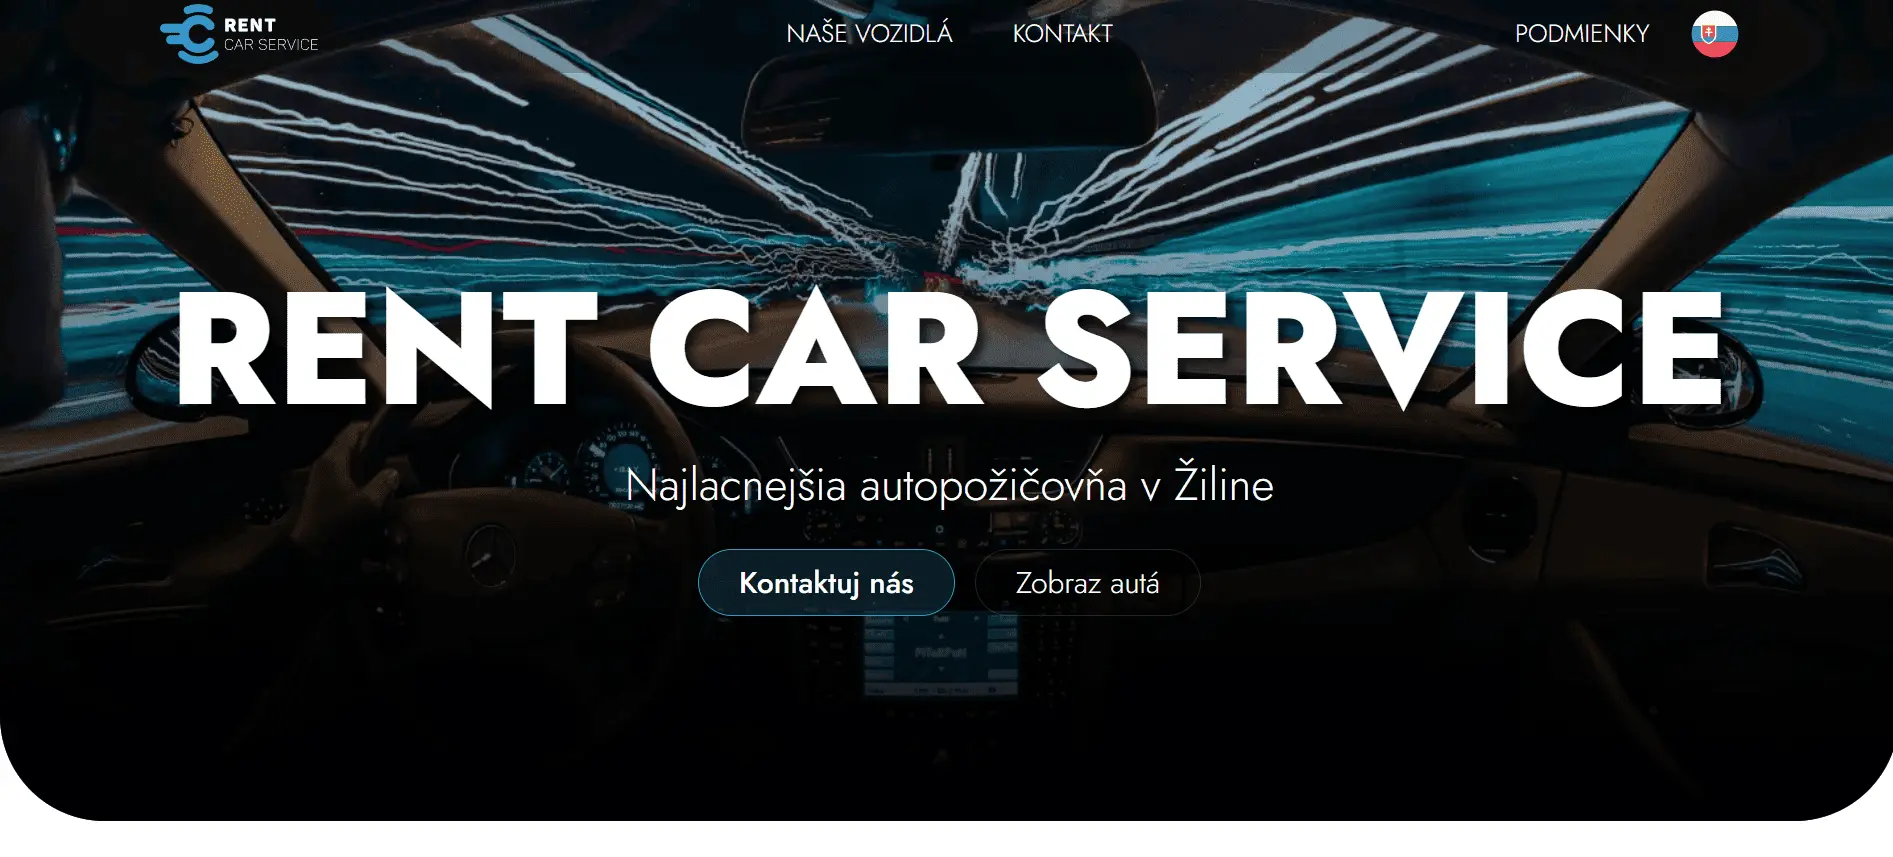 RENT
CAR SERVICE
NAŠE VOZIDLÁ
KONTAKT
PODMIENKY
RENT CAR SERVICE
Najlacnejšia autopožičovňa v Žiline
Kontaktuj nás
Zobraz autá